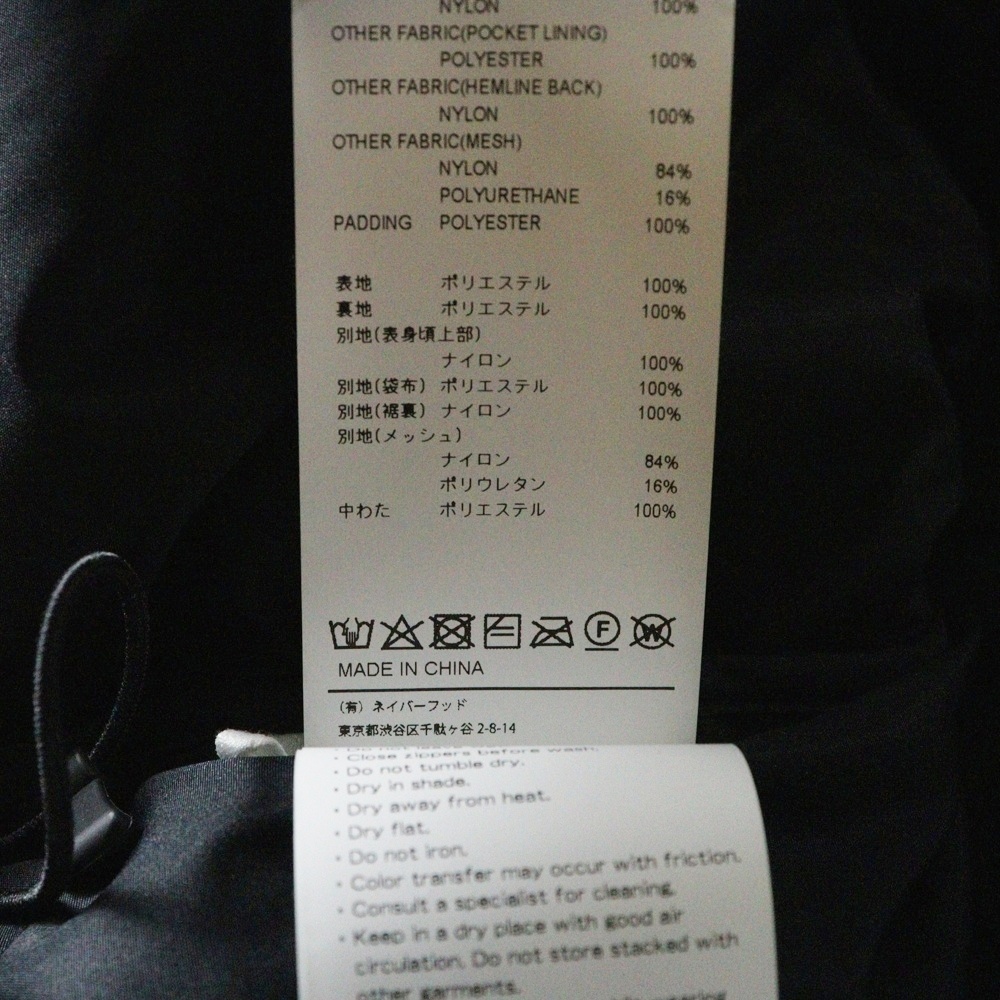 NYLON 100%
OTHER FABRIC(POCKET LINING)
POLYESTER 100%
OTHER FABRIC(HEMLINE BACK)
NYLON 100%
OTHER FABRIC(MESH)
NYLON 84%
POLYURETHANE 16%
PADDING POLYESTER 100%
表地 ポリエステル 100%
裏地 ポリエステル 100%
別地(表身頃上部)
ナイロン 100%
別地(袋布) ポリエステル 100%
別地(裾裏) ナイロン 100%
別地(メッシュ)
ナイロン 84%
ポリウレタン 16%
中わた ポリエステル 100%
F W
MADE IN CHINA
(有) ネイバーフッド
東京都渋谷区千駄ヶ谷 2-8-14
• Close zippers before wash.
• Do not tumble dry.
• Dry in shade.
• Dry away from heat.
• Dry flat.
• Do not iron.
• Color transfer may occur with friction.
• Consult a specialist for cleaning.
• Keep in a dry place with good air
circulation. Do not store stacked with
other garments.